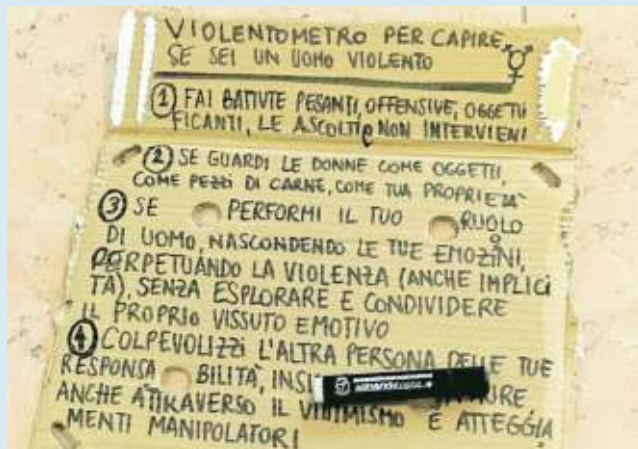 VIOLENTOMETRO PER CAPIRE,
SE SEI UN UOMO VIOLENTO
① FAI BATTUTE PESANTI, OFFENSIVE, OGGETTI
FICANTI, LE ASCOLTI e NON INTERVIENI
② SE GUARDI LE DONNE COME OGGETTI,
COME PEZZI DI CARNE, COME TUA PROPRIETÀ
③ SE PERFORMI IL TUO RUOLO
DI UOMO, NASCONDENDO LE TUE EMOZINI,
PERPETUANDO LA VIOLENZA (ANCHE IMPLICI
TA), SENZA ESPLORARE E CONDIVIDERE
IL PROPRIO VISSUTO EMOTIVO
④ COLPEVOLIZZI L'ALTRA PERSONA DELLE TUE
RESPONSABILITÀ,
ANCHE ATTRAVERSO IL VITTIMISMO E ATTEGGIA
MENTI MANIPOLATORI